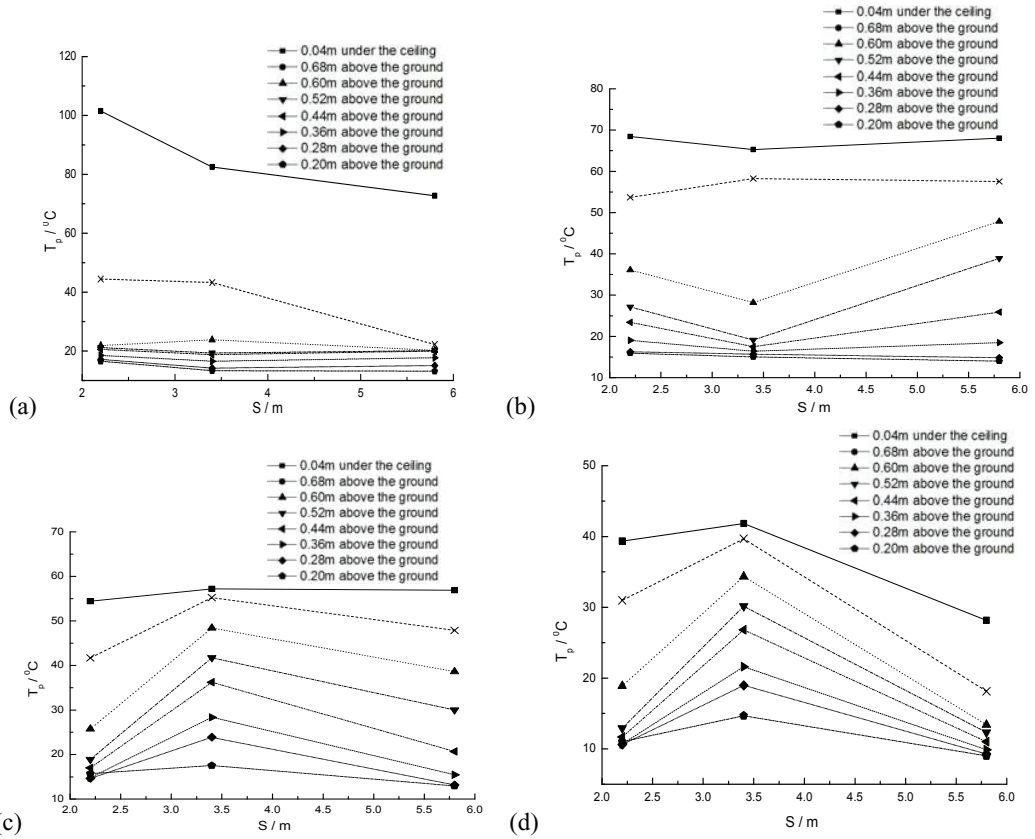 (a)
0.04m under the ceiling
0.68m above the ground
0.60m above the ground
0.52m above the ground
0.44m above the ground
0.36m above the ground
0.28m above the ground
0.20m above the ground
120
100
80
60
40
20
T_p / ⁰C
2
3
4
5
6
S / m
(b)
0.04m under the ceiling
0.68m above the ground
0.60m above the ground
0.52m above the ground
0.44m above the ground
0.36m above the ground
0.28m above the ground
0.20m above the ground
80
70
60
50
40
30
20
10
T_p / ⁰C
2.0
2.5
3.0
3.5
4.0
4.5
5.0
5.5
6.0
S / m
(c)
0.04m under the ceiling
0.68m above the ground
0.60m above the ground
0.52m above the ground
0.44m above the ground
0.36m above the ground
0.28m above the ground
0.20m above the ground
70
60
50
40
30
20
10
T_p / ⁰C
2.0
2.5
3.0
3.5
4.0
4.5
5.0
5.5
6.0
S / m
(d)
0.04m under the ceiling
0.68m above the ground
0.60m above the ground
0.52m above the ground
0.44m above the ground
0.36m above the ground
0.28m above the ground
0.20m above the ground
50
40
30
20
10
T_p / ⁰C
2.0
2.5
3.0
3.5
4.0
4.5
5.0
5.5
6.0
S / m